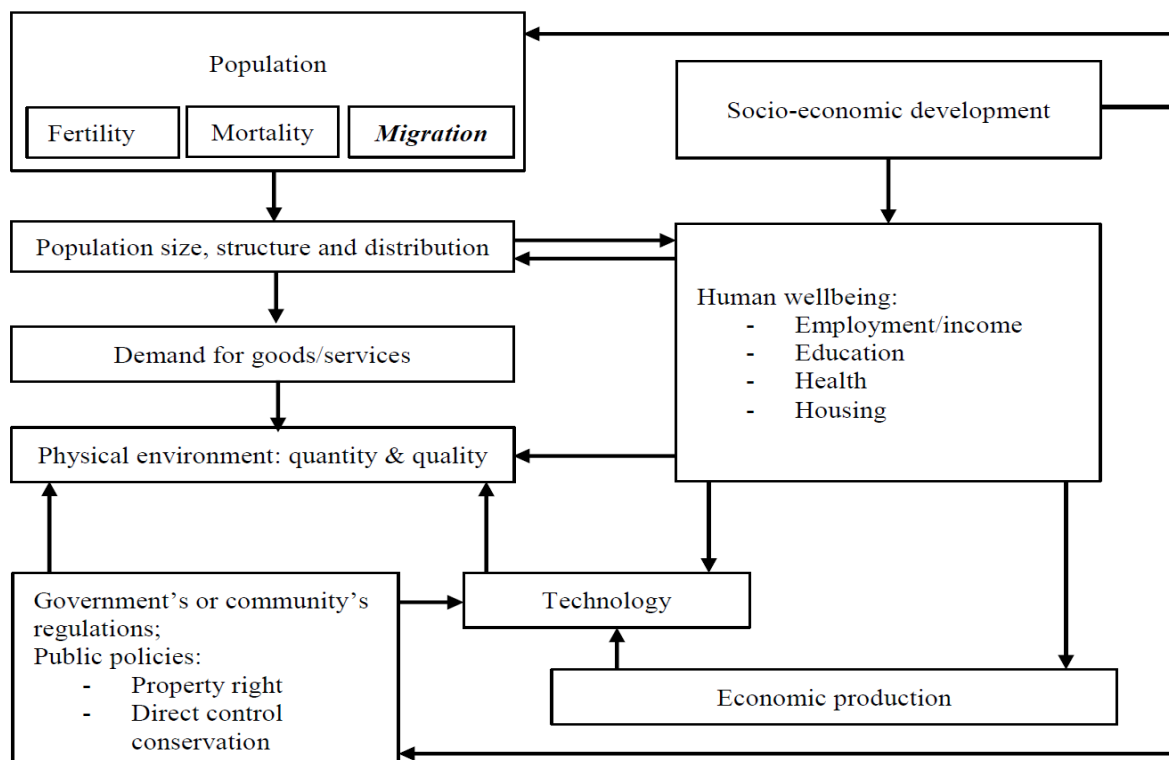 Population
Fertility
Mortality
Migration
Socio-economic development
Population size, structure and distribution
Human wellbeing:
- Employment/income
- Education
- Health
- Housing
Demand for goods/services
Physical environment: quantity & quality
Government's or community's
regulations;
Public policies:
- Property right
- Direct control
conservation
Technology
Economic production